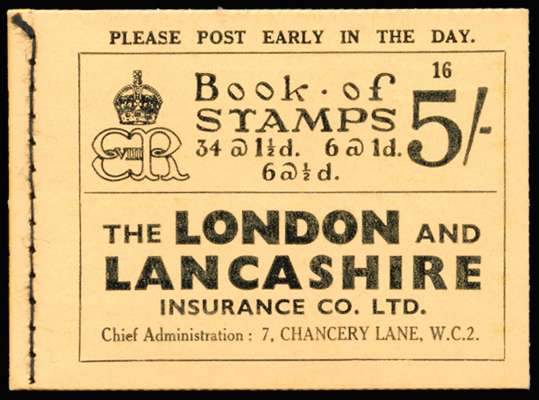 PLEASE POST EARLY IN THE DAY.
16
Book · of
STAMPS
5/-
34 @ 1½d. 6 @ 1d.
6 @ ½d.
EVIIIR
THE LONDON AND
LANCASHIRE
INSURANCE CO. LTD.
Chief Administration : 7, CHANCERY LANE, W.C.2.